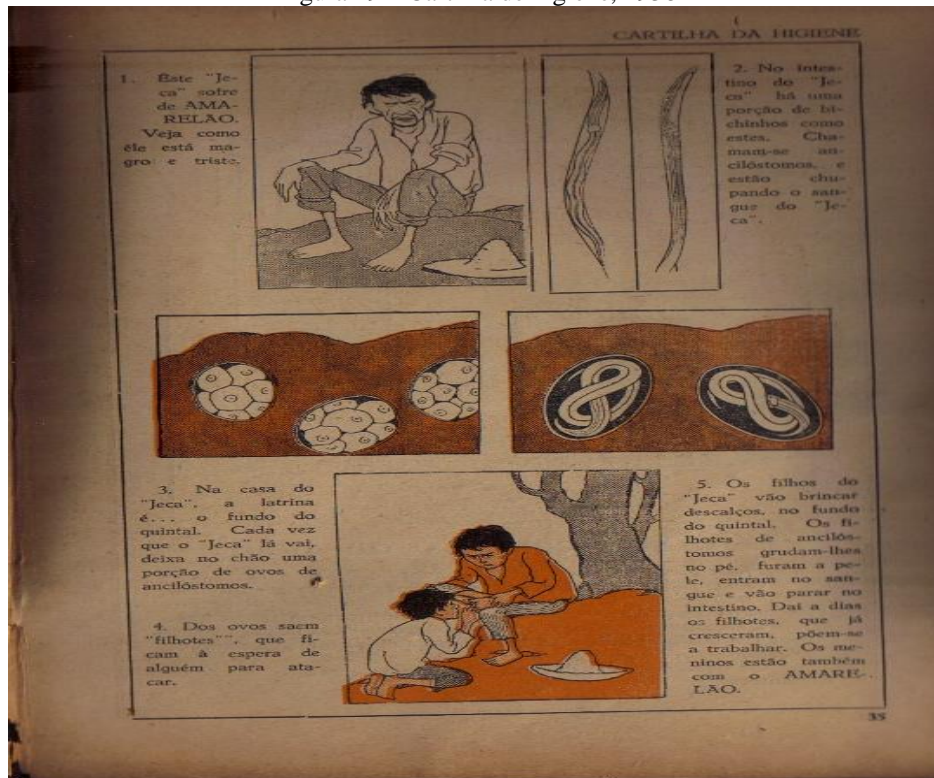 CARTILHA DA HIGIENE
1. Êste "Je-
ca" sofre
de AMA-
RELÃO.
Veja como
êle está ma-
gro e triste.
2. No intes-
tino do "Je-
ca" há uma
porção de bi-
chinhos como
estes. Cha-
mam-se an-
cilóstomos, e
estão chu-
pando o san-
gue do "Je-
ca".
3. Na casa do
"Jeca", a latrina
é... o fundo do
quintal. Cada vez
que o "Jeca" lá vai,
deixa no chão uma
porção de ovos de
ancilóstomos.
4. Dos ovos saem
"filhotes"", que fi-
cam à espera de
alguém para ata-
car.
5. Os filhos do
"Jeca" vão brincar
descalços, no fundo
do quintal. Os fi-
lhotes de ancilós-
tomos grudam-lhes
no pé, furam a pe-
le, entram no san-
gue e vão parar no
intestino. Daí a dias
os filhotes, que já
cresceram, põem-se
a trabalhar. Os me-
ninos estão também
com o AMARE-
LÃO.
35